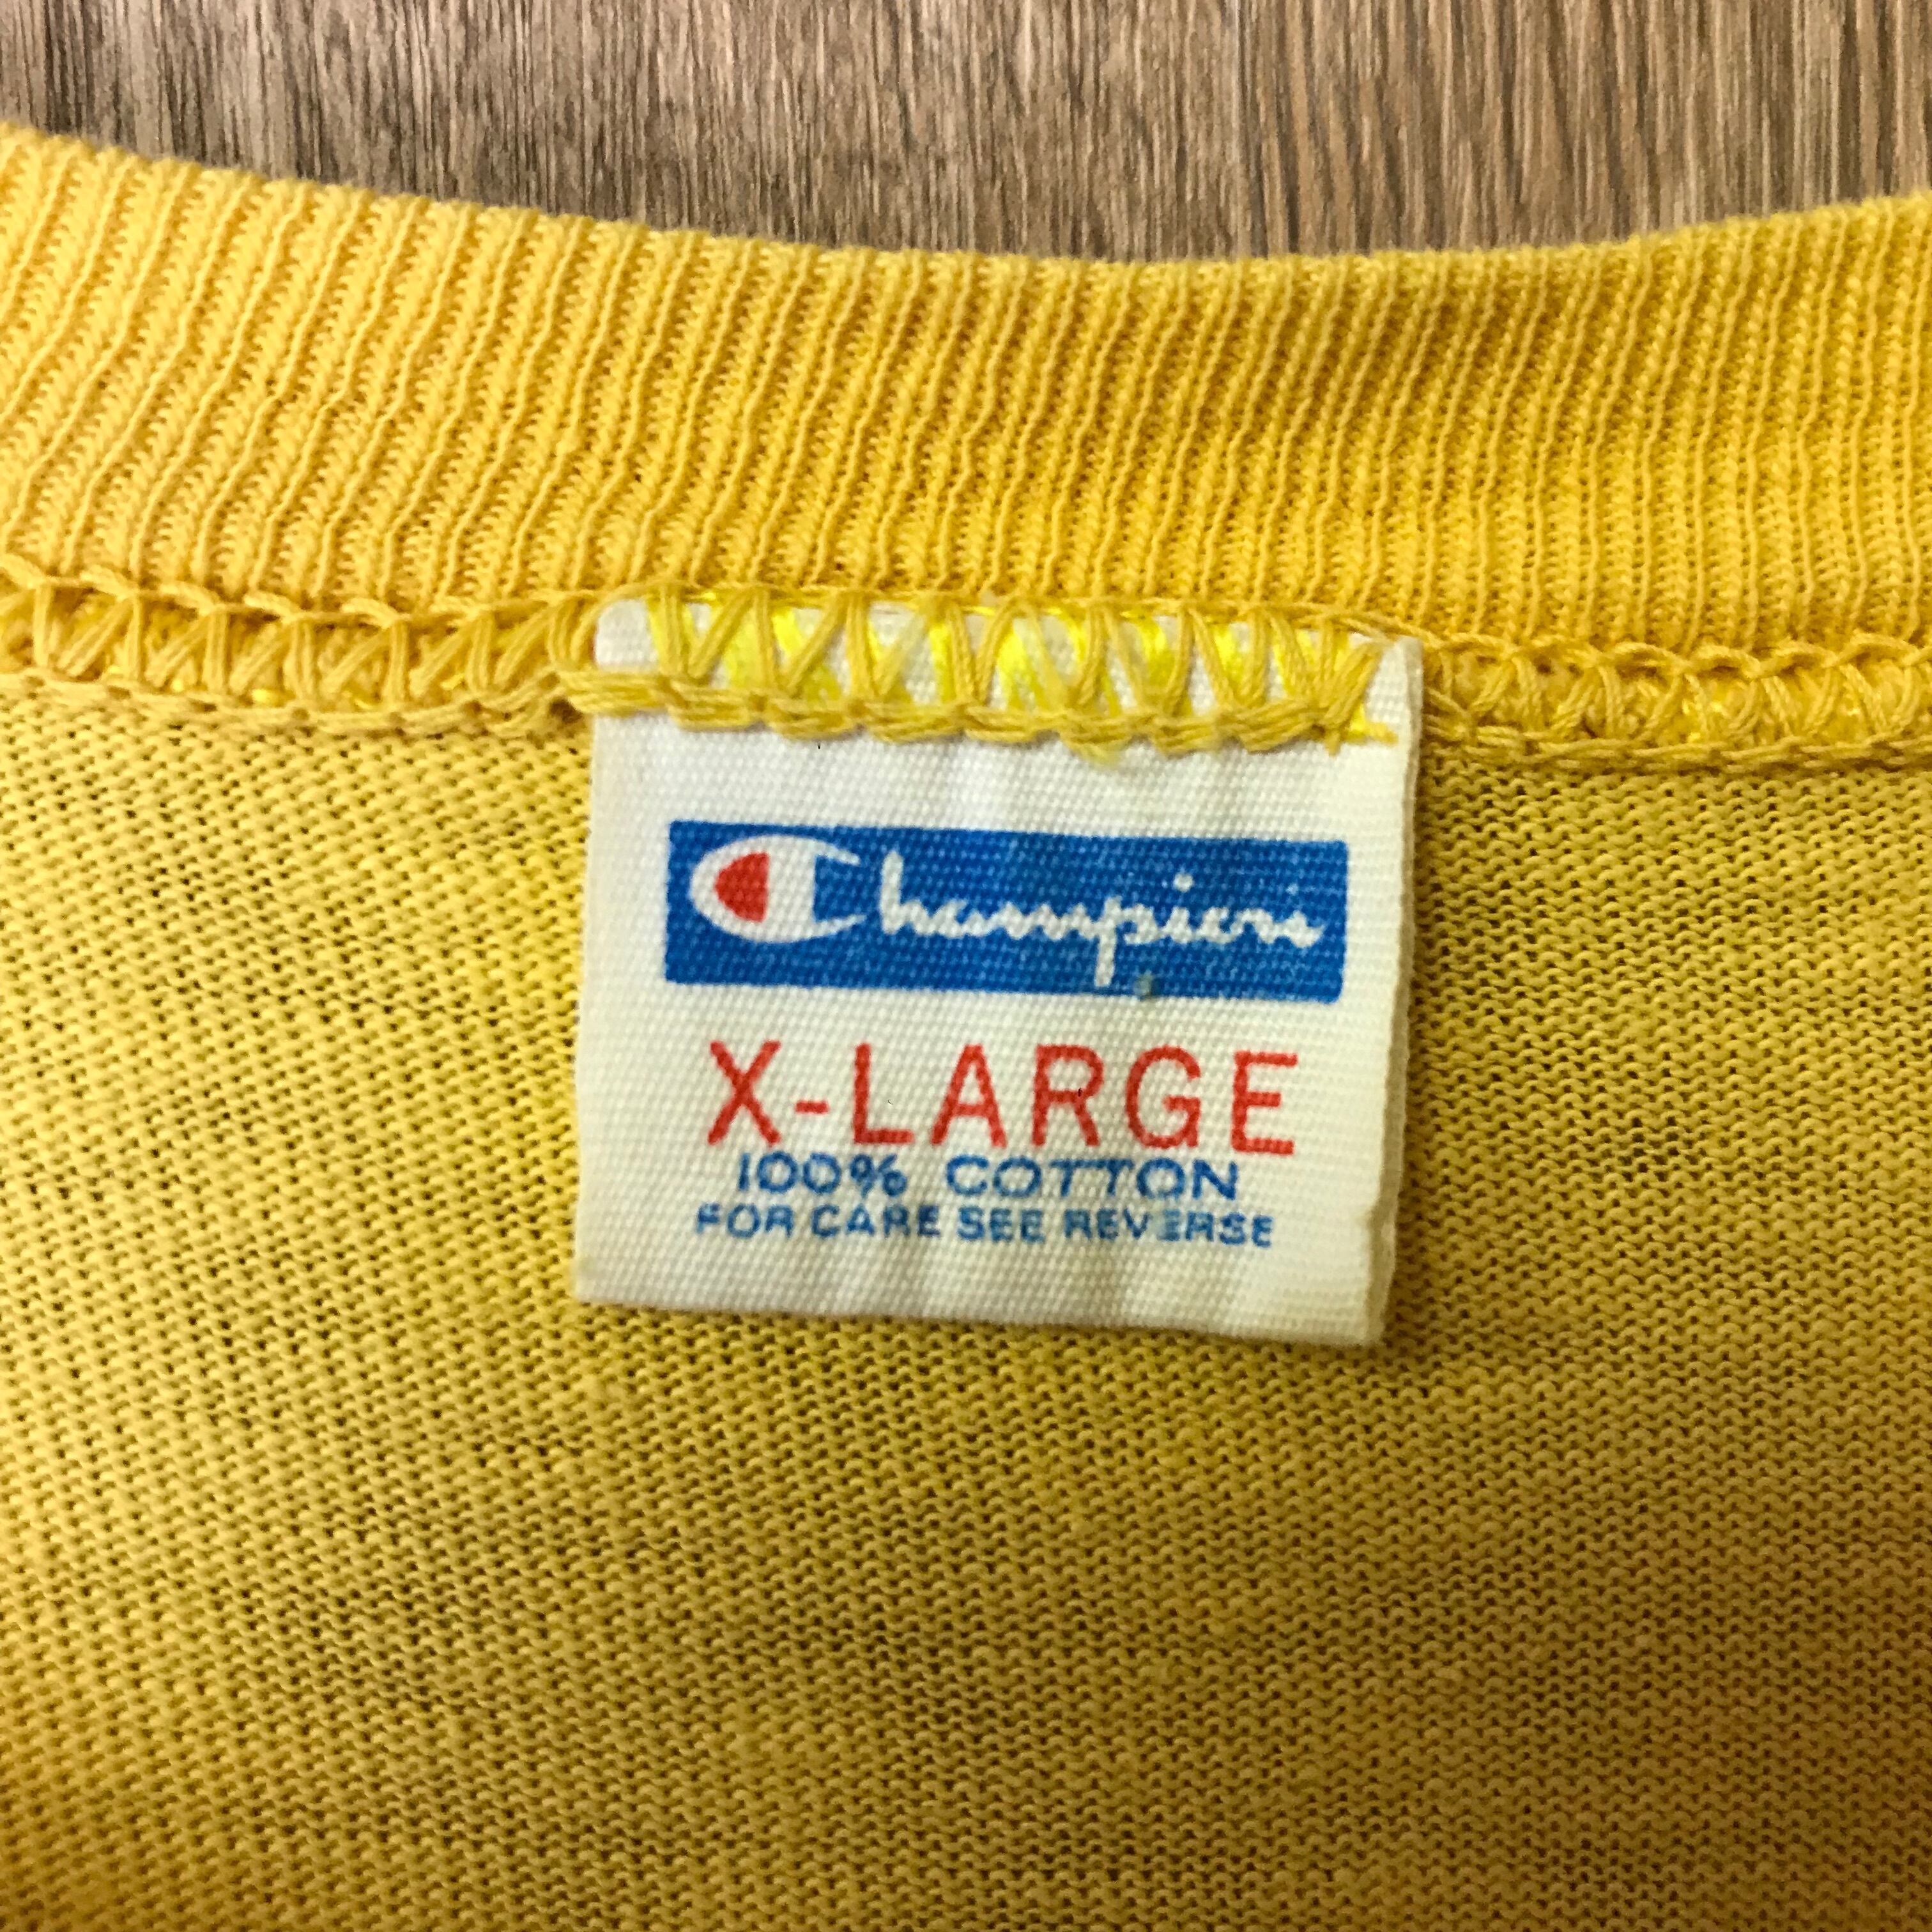 Champion
X-LARGE
100% COTTON
FOR CARE SEE REVERSE